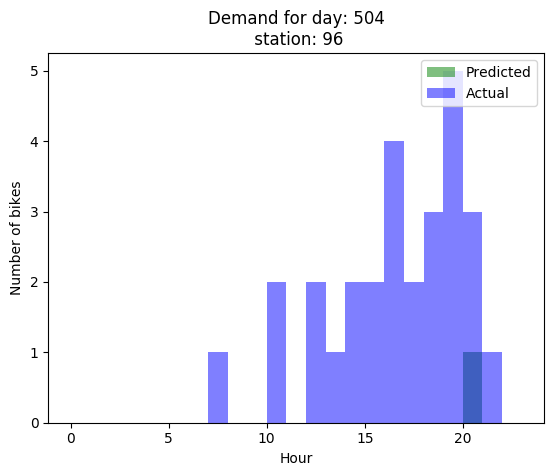 Demand for day: 504
station: 96
Predicted
Actual
Number of bikes
5
4
3
2
1
0
0
5
10
15
20
Hour